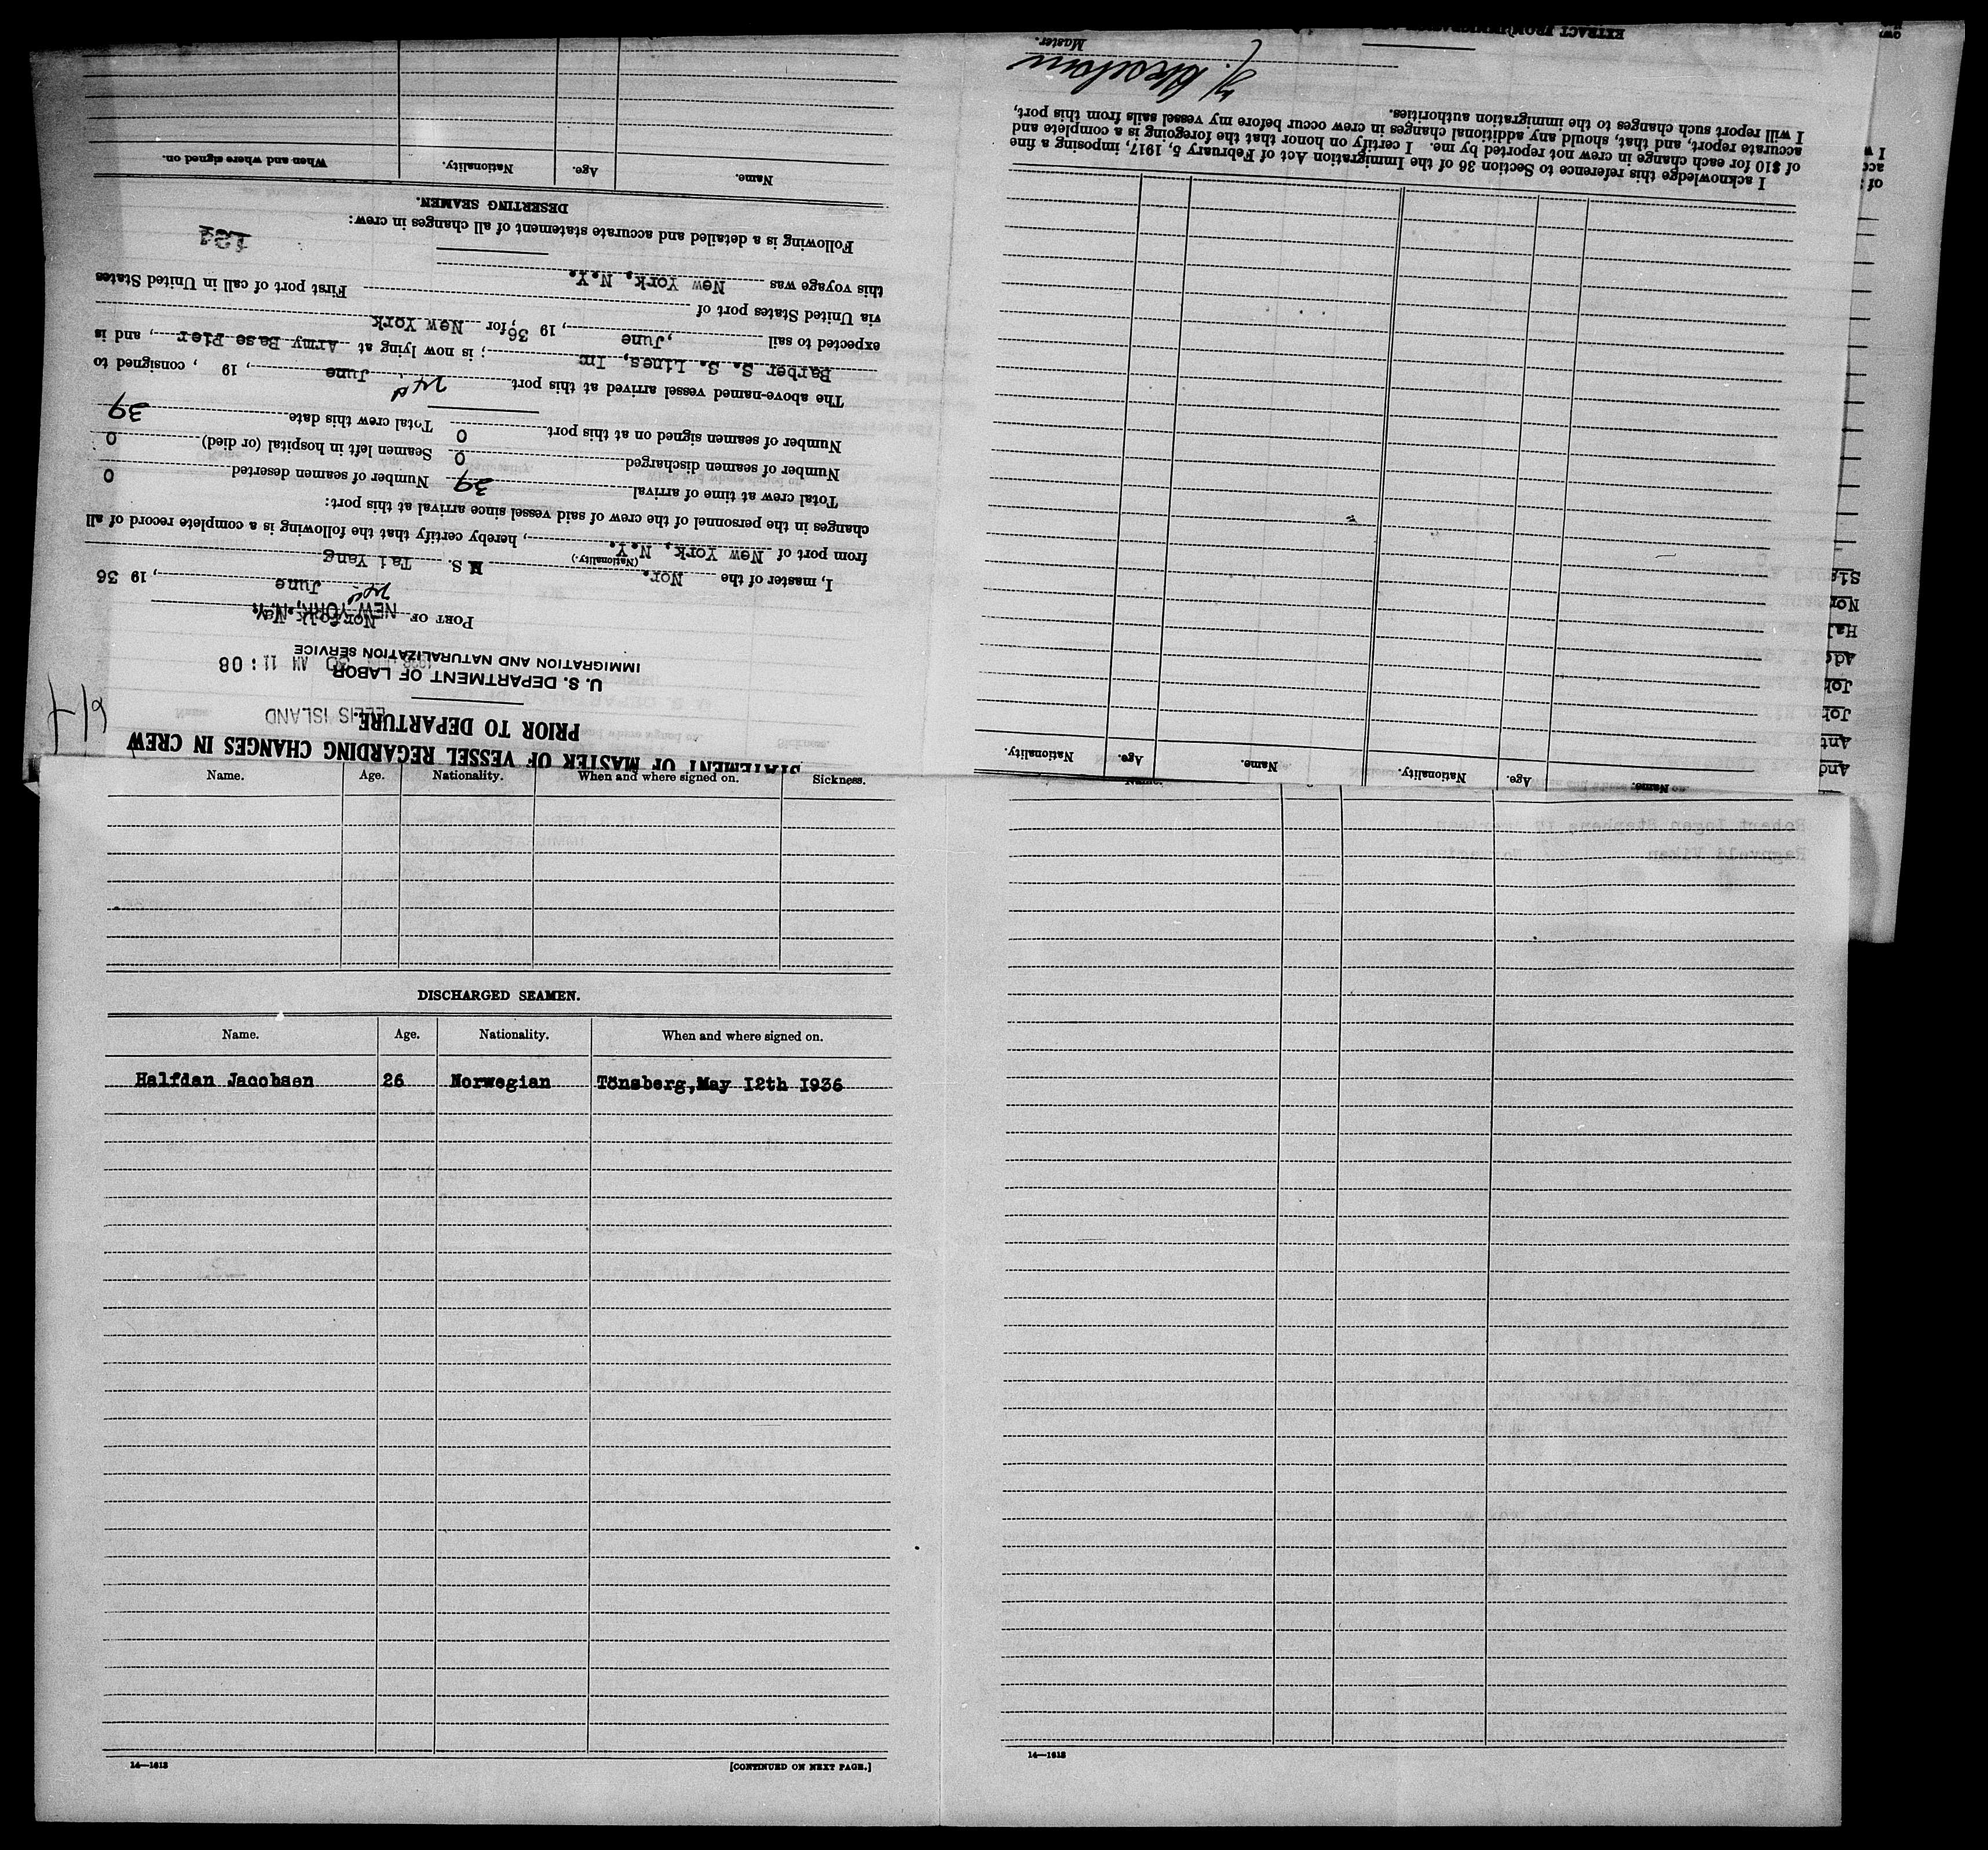 STATEMENT OF MASTER OF VESSEL REGARDING CHANGES IN CREW
PRIOR TO DEPARTURE
ELLIS ISLAND
U. S. DEPARTMENT OF LABOR
IMMIGRATION AND NATURALIZATION SERVICE
AM 11:08
PORT OF NEW YORK, N.Y. Norfolk, Va.
June, 19 36
I, master of the Nor. M S. Tai Yang
(Nationality.)
from port of New York, N.Y., hereby certify that the following is a complete record of all
changes in the personnel of the crew of said vessel since arrival at this port:
Total crew at time of arrival 39 Number of seamen deserted 0
Number of seamen discharged 0 Seamen left in hospital (or died) 0
Number of seamen signed on at this port 0 Total crew this date 39
The above-named vessel arrived at this port June, 19 , consigned to
Barber S. S. Lines, In ; is now lying at Army Base Pier, and is
expected to sail ,June, 19 36, for New York
via United States port of First port of call in United States
this voyage was New York, N.Y.
Following is a detailed and accurate statement of all changes in crew:
DESERTING SEAMEN.
Name. Age. Nationality. When and where signed on.
Name. Age. Nationality. Name. Age. Nationality.
I acknowledge this reference to Section 36 of the Immigration Act of February 5, 1917, imposing a fine
of $10 for each change in crew not reported by me. I certify on honor that the foregoing is a complete and
accurate report, and that, should any additional changes in crew occur before my vessel sails from this port,
I will report such changes to the immigration authorities.
Master.
Name. Age. Nationality. When and where signed on. Sickness.
DISCHARGED SEAMEN.
Name. Age. Nationality. When and where signed on.
Halfdan Jacobsen 26 Norwegian Tönsberg,May 12th 1936
14—1613 [CONTINUED ON NEXT PAGE.]
14—1613